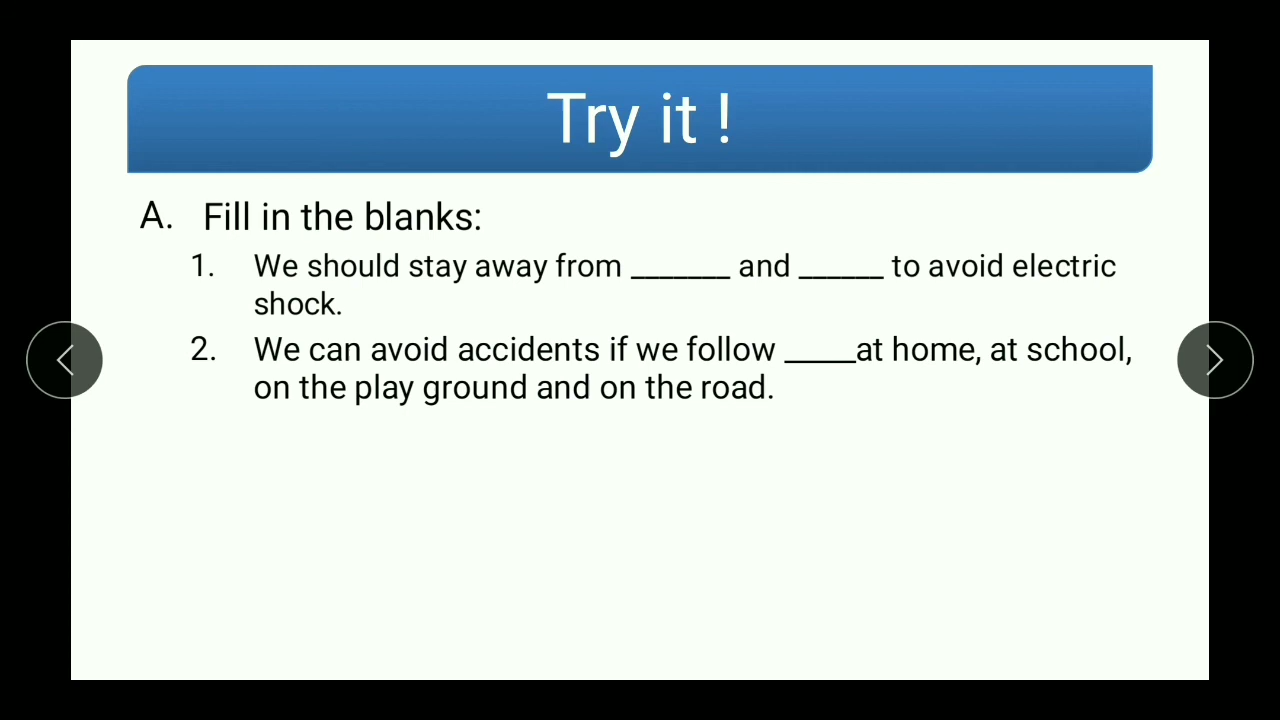 Try it !
A. Fill in the blanks:
1. We should stay away from _______ and ______ to avoid electric
shock.
2. We can avoid accidents if we follow _____at home, at school,
on the play ground and on the road.